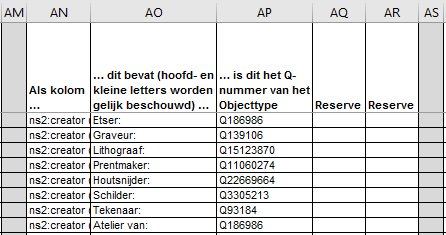 AM AN AO AP AQ AR AS
Als kolom ...
... dit bevat (hoofd- en kleine letters worden gelijk beschouwd) ...
... is dit het Q-nummer van het Objecttype
Reserve
Reserve
ns2:creator ( Etser: Q186986
ns2:creator ( Graveur: Q139106
ns2:creator ( Lithograaf: Q15123870
ns2:creator ( Prentmaker: Q11060274
ns2:creator ( Houtsnijder: Q22669664
ns2:creator ( Schilder: Q3305213
ns2:creator ( Tekenaar: Q93184
ns2:creator ( Atelier van: Q186986